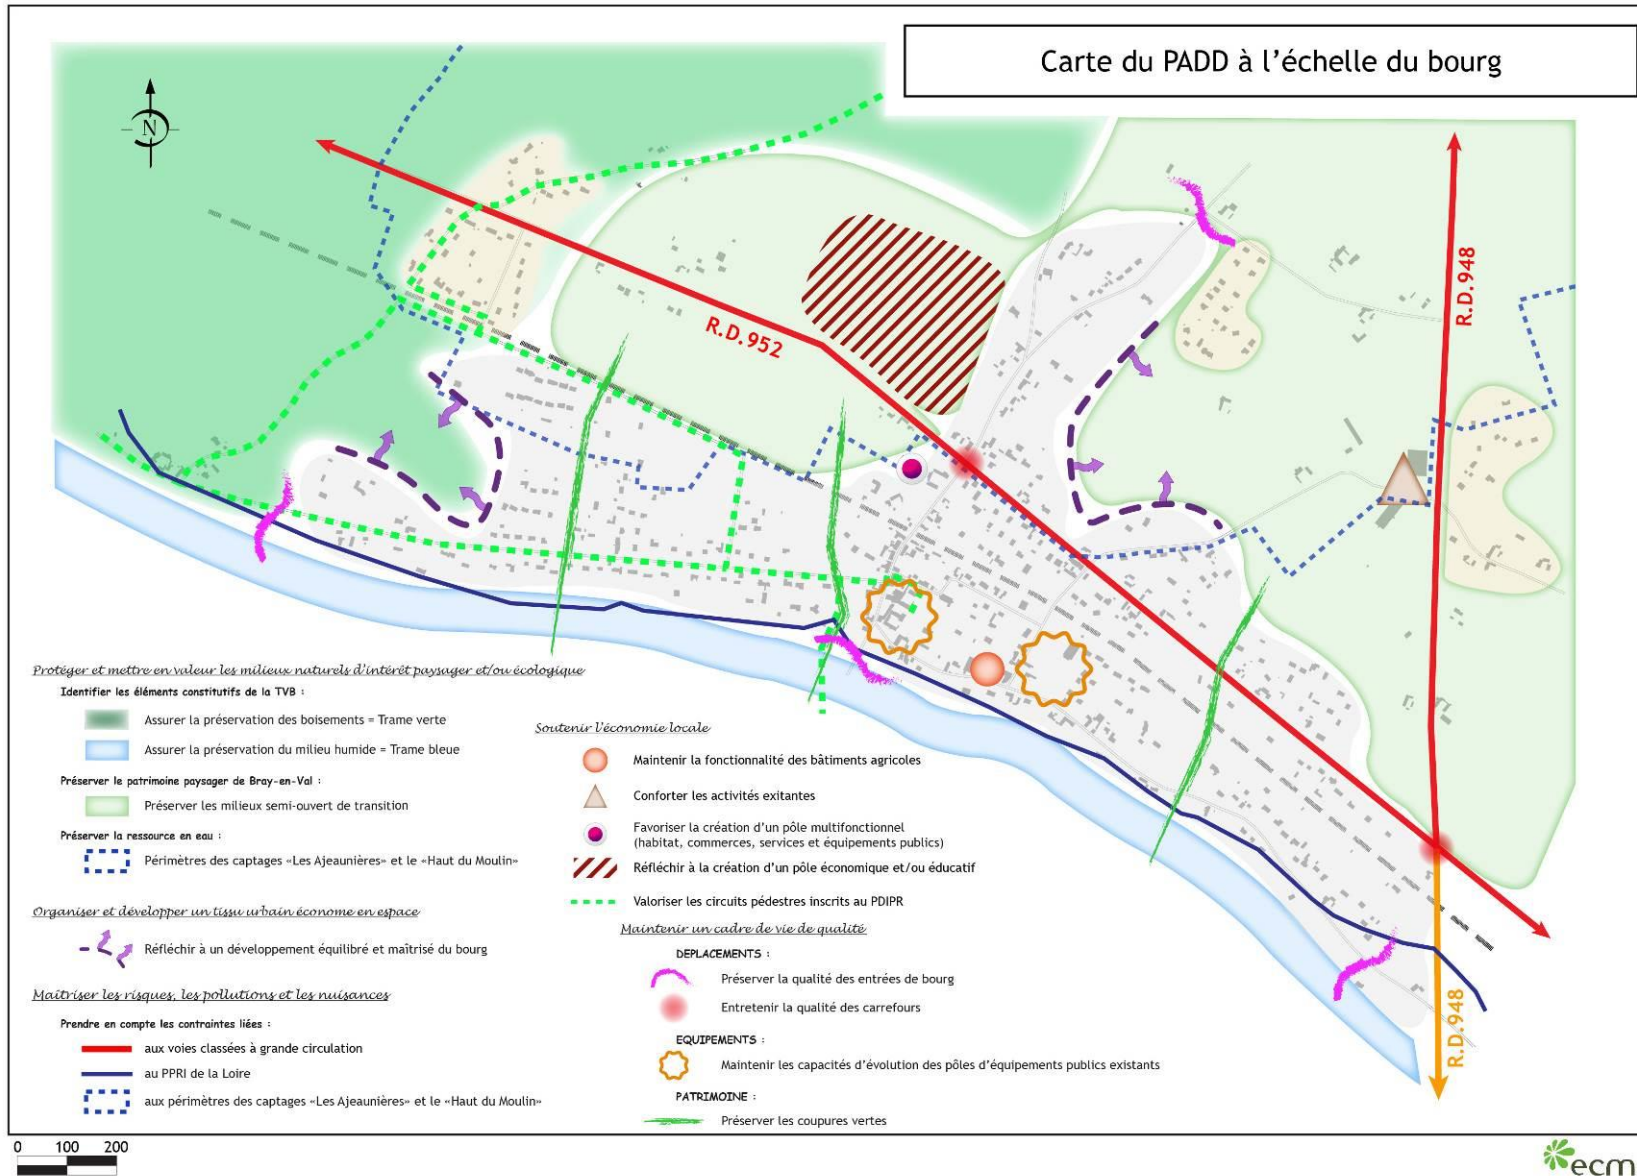 Carte du PADD à l'échelle du bourg
N
R.D.952
R.D.948
R.D.948
Protéger et mettre en valeur les milieux naturels d'intérêt paysager et/ou écologique
Identifier les éléments constitutifs de la TVB :
Assurer la préservation des boisements = Trame verte
Assurer la préservation du milieu humide = Trame bleue
Préserver le patrimoine paysager de Bray-en-Val :
Préserver les milieux semi-ouvert de transition
Préserver la ressource en eau :
Périmètres des captages «Les Ajeaunières» et le «Haut du Moulin»
Organiser et développer un tissu urbain économe en espace
Réfléchir à un développement équilibré et maîtrisé du bourg
Maîtriser les risques, les pollutions et les nuisances
Prendre en compte les contraintes liées :
aux voies classées à grande circulation
au PPRI de la Loire
aux périmètres des captages «Les Ajeaunières» et le «Haut du Moulin»
Soutenir l'économie locale
Maintenir la fonctionnalité des bâtiments agricoles
Conforter les activités exitantes
Favoriser la création d'un pôle multifonctionnel
(habitat, commerces, services et équipements publics)
Réfléchir à la création d'un pôle économique et/ou éducatif
Valoriser les circuits pédestres inscrits au PDIPR
Maintenir un cadre de vie de qualité
DEPLACEMENTS :
Préserver la qualité des entrées de bourg
Entretenir la qualité des carrefours
EQUIPEMENTS :
Maintenir les capacités d'évolution des pôles d'équipements publics existants
PATRIMOINE :
Préserver les coupures vertes
0 100 200
ecm